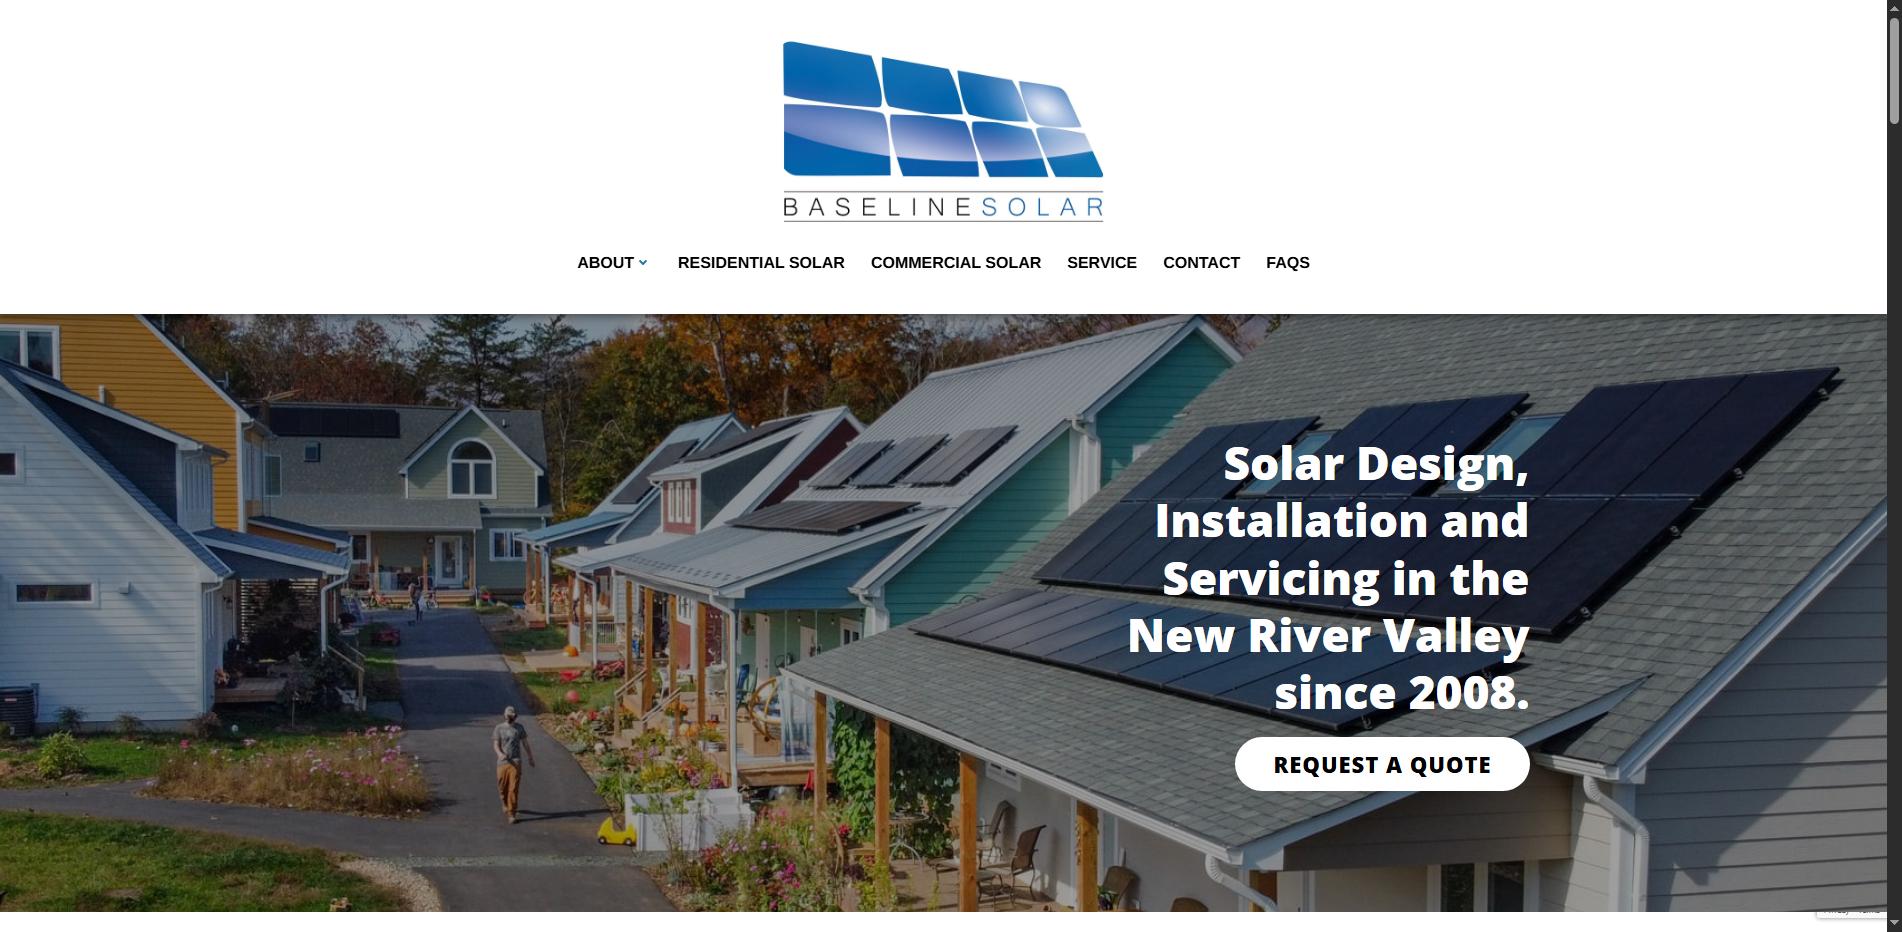 BASELINESOLAR
ABOUT RESIDENTIAL SOLAR COMMERCIAL SOLAR SERVICE CONTACT FAQS
Solar Design,
Installation and
Servicing in the
New River Valley
since 2008.
REQUEST A QUOTE